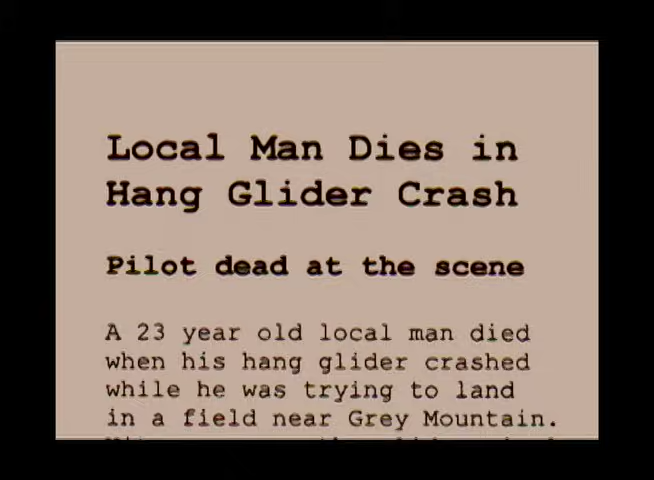 Local Man Dies in
Hang Glider Crash
Pilot dead at the scene
A 23 year old local man died
when his hang glider crashed
while he was trying to land
in a field near Grey Mountain.